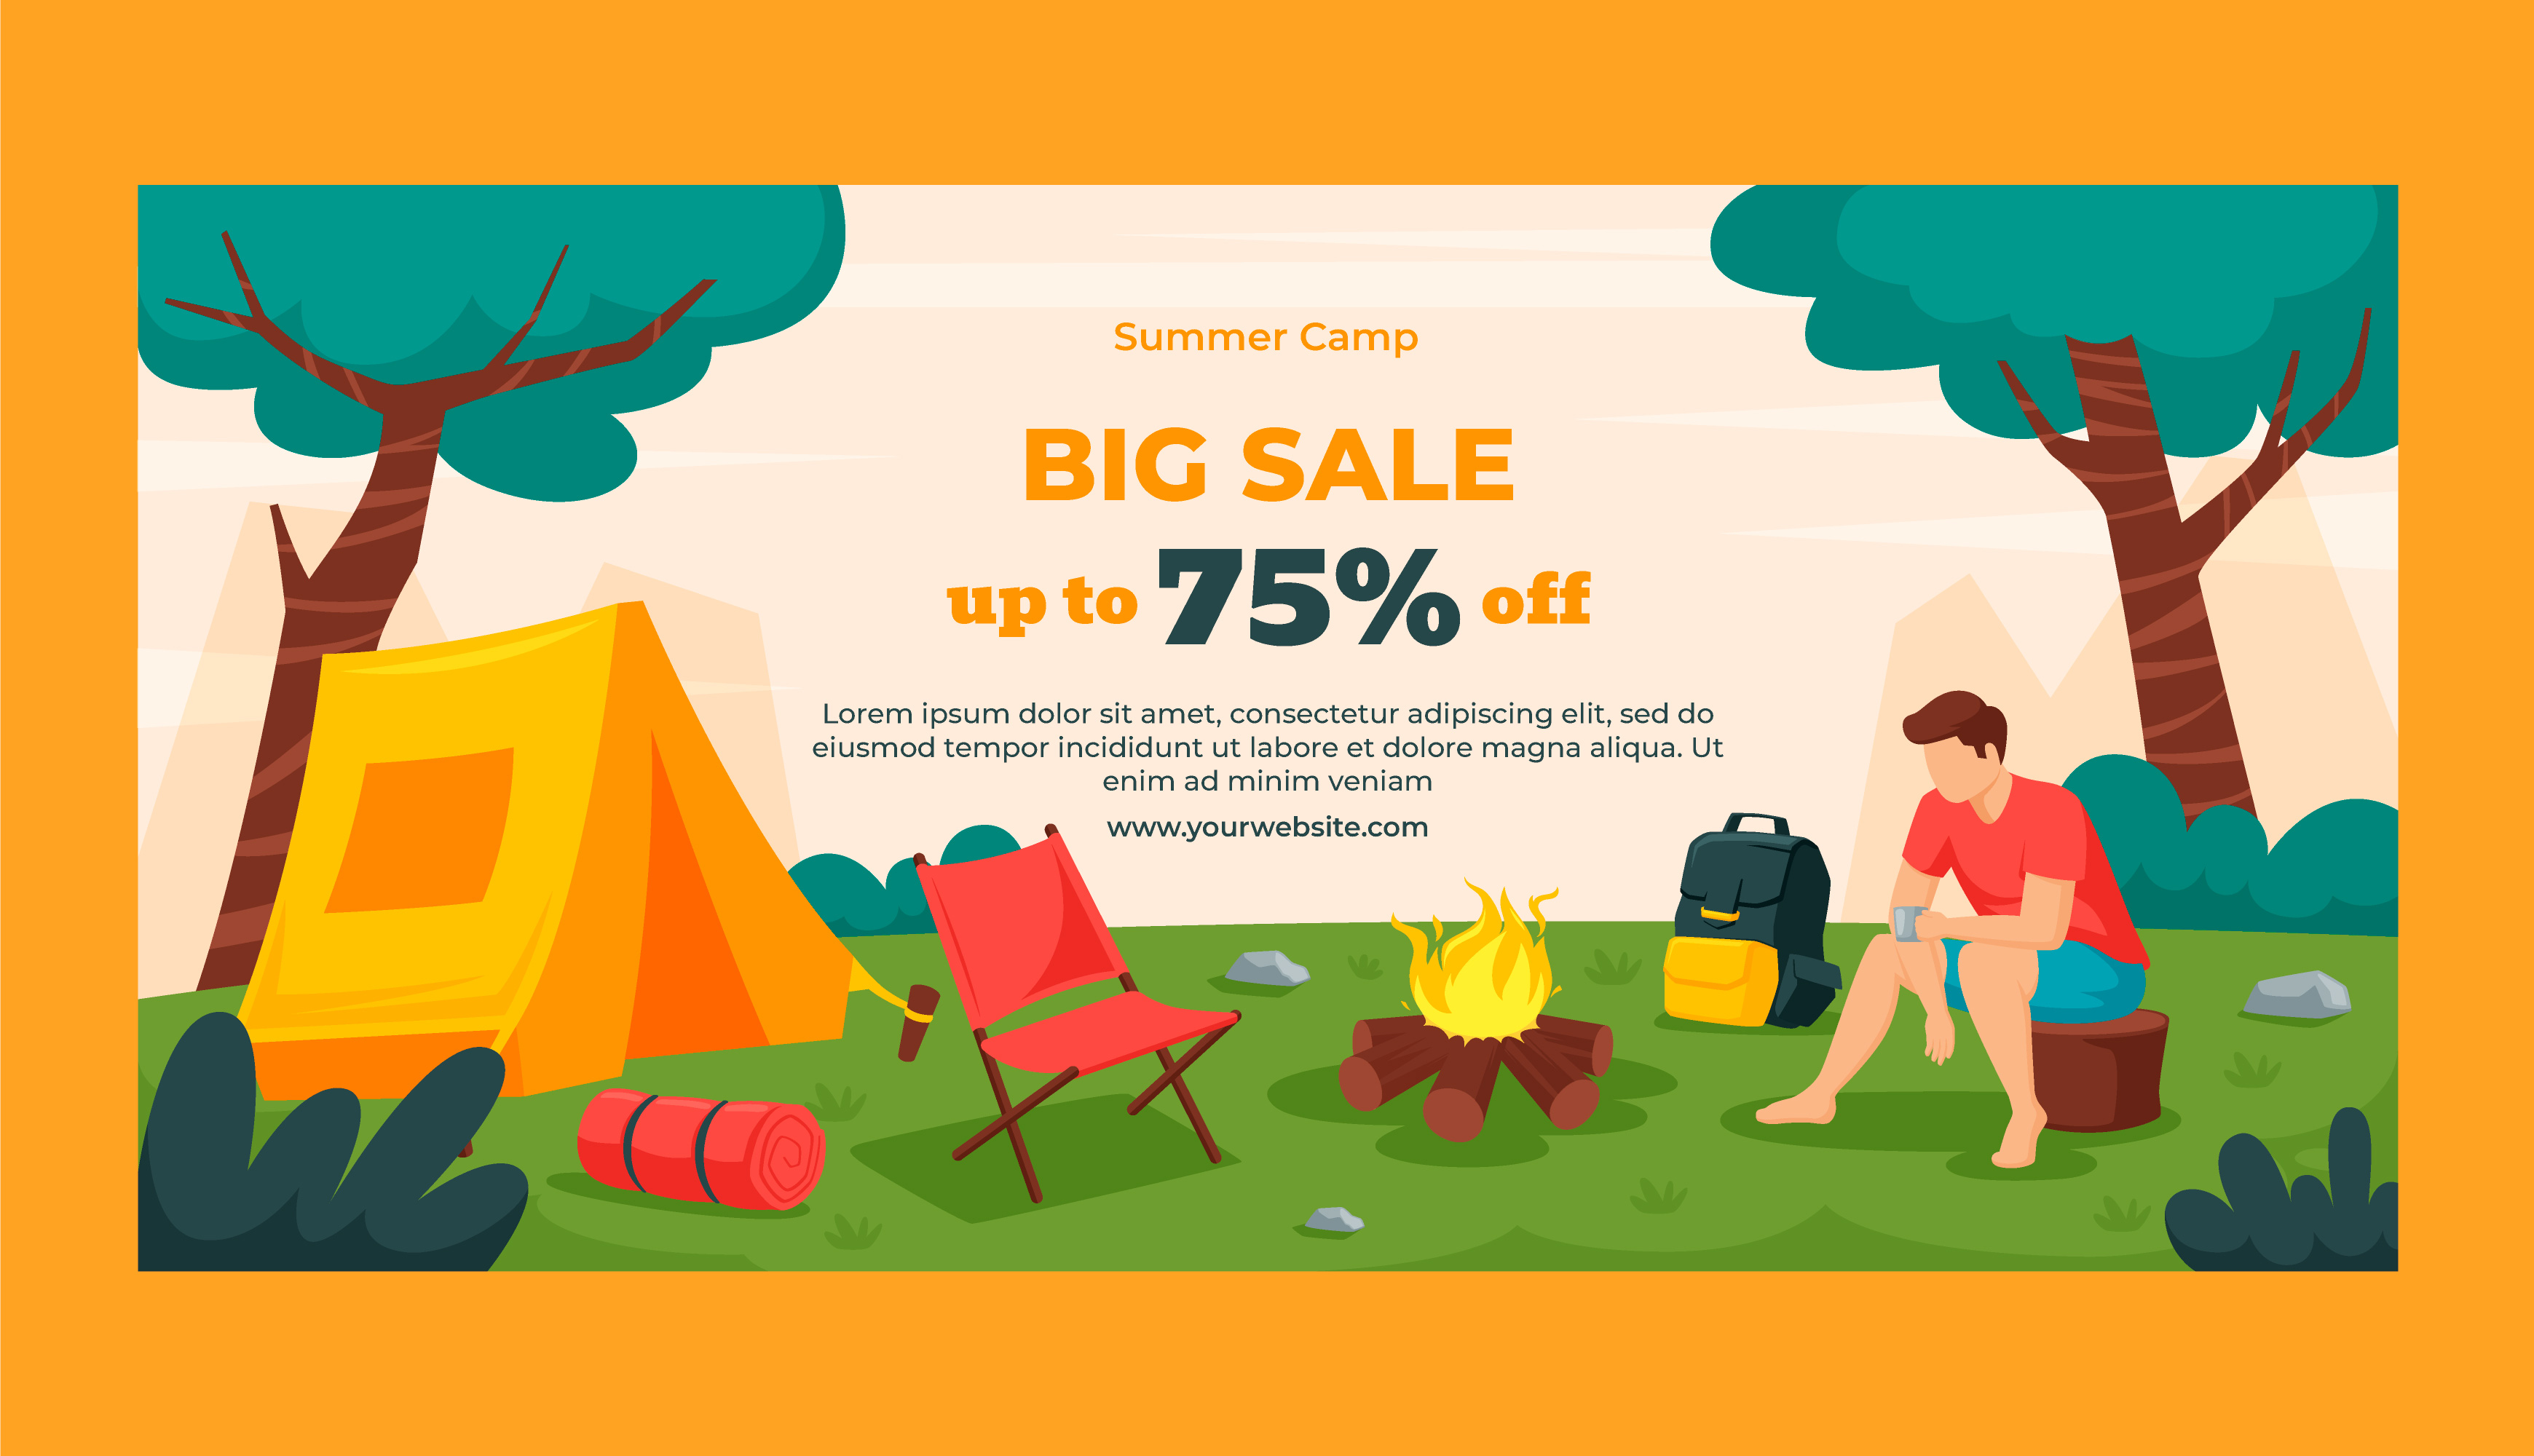 Summer Camp
BIG SALE
up to 75% off
Lorem ipsum dolor sit amet, consectetur adipiscing elit, sed do
eiusmod tempor incididunt ut labore et dolore magna aliqua. Ut
enim ad minim veniam
www.yourwebsite.com